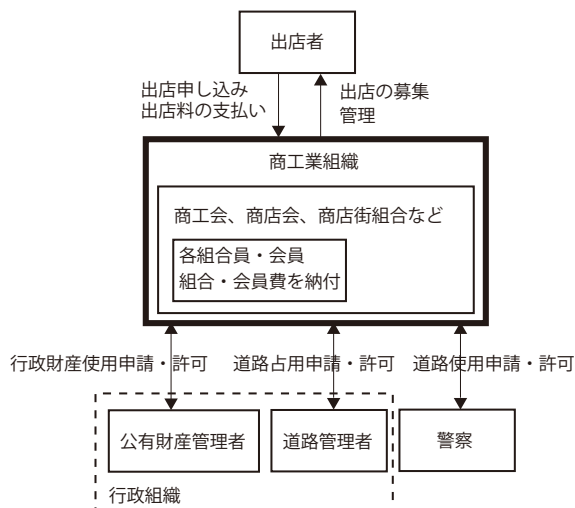 出店者
出店申し込み
出店料の支払い
出店の募集
管理
商工業組織
商工会、商店会、商店街組合など
各組合員・会員
組合・会員費を納付
行政財産使用申請・許可
道路占用申請・許可
道路使用申請・許可
公有財産管理者
道路管理者
警察
行政組織